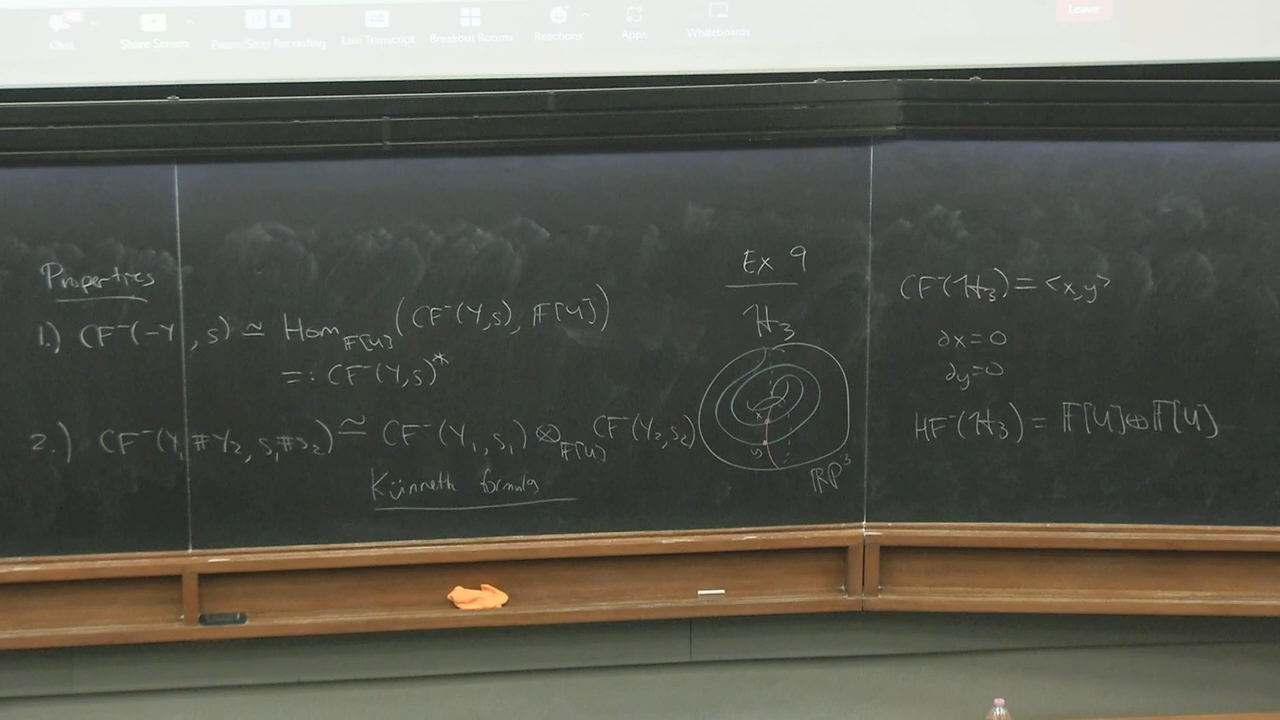 Chat
Share Screen
Pause/Stop Recording
Live Transcript
Breakout Rooms
Reactions
Apps
Whiteboards
Leave
Properties
1.) CF⁻(-Y, s) ≃ Hom_{𝔽[U]}(CF⁻(Y,s), 𝔽[U])
=: CF⁻(Y,s)*
2.) CF⁻(Y₁#Y₂, s₁#s₂) ≅ CF⁻(Y₁,s₁) ⊗_{𝔽[U]} CF⁻(Y₂,s₂)
Künneth formula
Ex 9
ℋ₃
x
y
ℝP³
CF⁻(ℋ₃) = <x,y>
∂x=0
∂y=0
HF⁻(ℋ₃) = 𝔽[U]⊕𝔽[U]